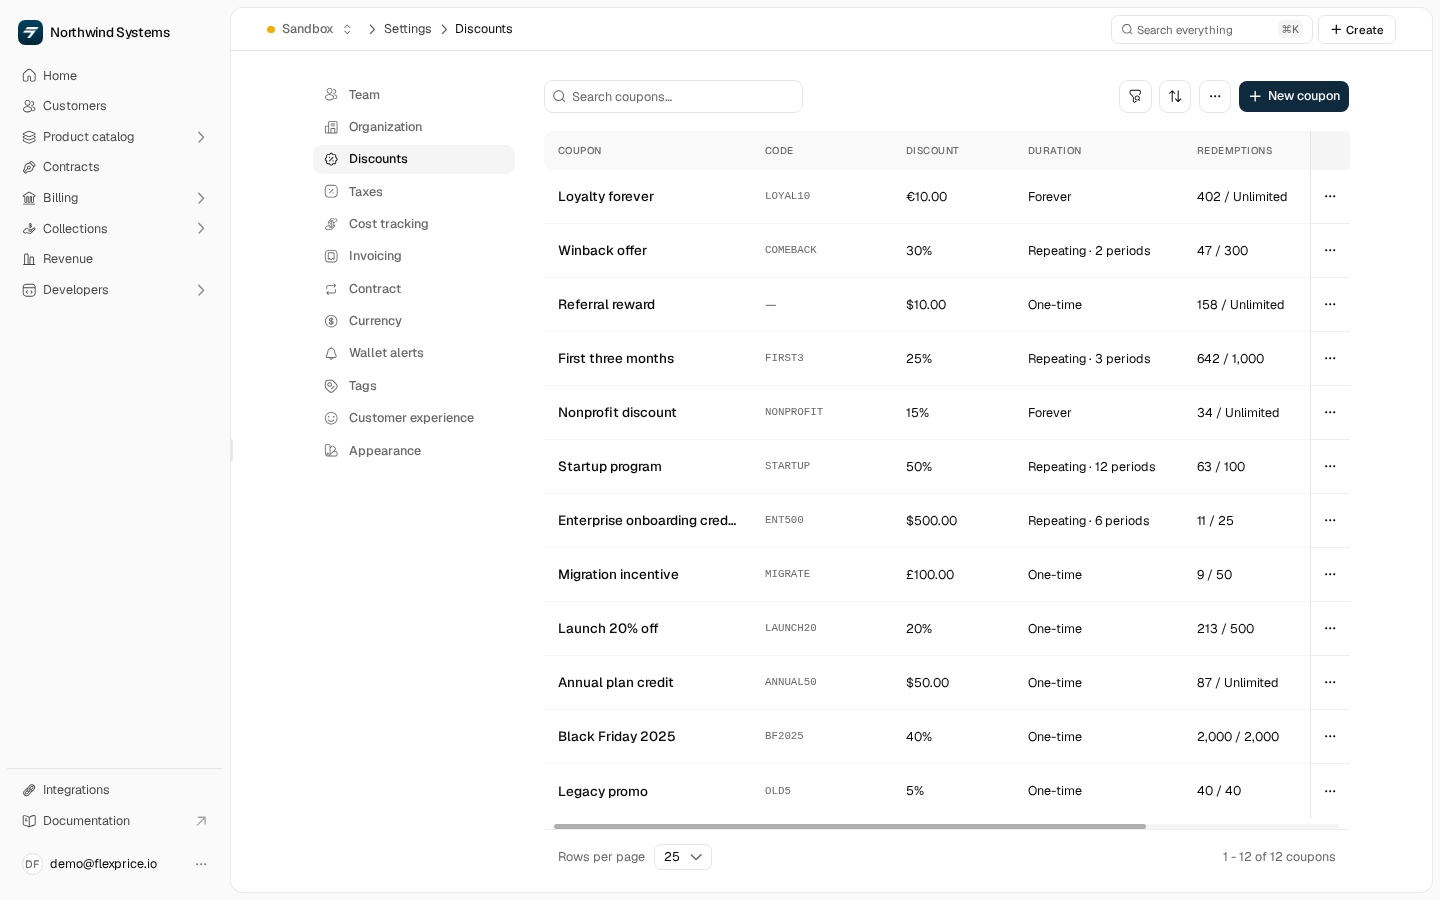 Northwind Systems
Home
Customers
Product catalog
Contracts
Billing
Collections
Revenue
Developers
Integrations
Documentation
DF demo@flexprice.io
Sandbox Settings Discounts
Search everything ⌘K
+ Create
Team
Organization
Discounts
Taxes
Cost tracking
Invoicing
Contract
Currency
Wallet alerts
Tags
Customer experience
Appearance
Search coupons...
+ New coupon
COUPON CODE DISCOUNT DURATION REDEMPTIONS
Loyalty forever LOYAL10 €10.00 Forever 402 / Unlimited
Winback offer COMEBACK 30% Repeating · 2 periods 47 / 300
Referral reward — $10.00 One-time 158 / Unlimited
First three months FIRST3 25% Repeating · 3 periods 642 / 1,000
Nonprofit discount NONPROFIT 15% Forever 34 / Unlimited
Startup program STARTUP 50% Repeating · 12 periods 63 / 100
Enterprise onboarding cred... ENT500 $500.00 Repeating · 6 periods 11 / 25
Migration incentive MIGRATE £100.00 One-time 9 / 50
Launch 20% off LAUNCH20 20% One-time 213 / 500
Annual plan credit ANNUAL50 $50.00 One-time 87 / Unlimited
Black Friday 2025 BF2025 40% One-time 2,000 / 2,000
Legacy promo OLD5 5% One-time 40 / 40
Rows per page 25
1 - 12 of 12 coupons